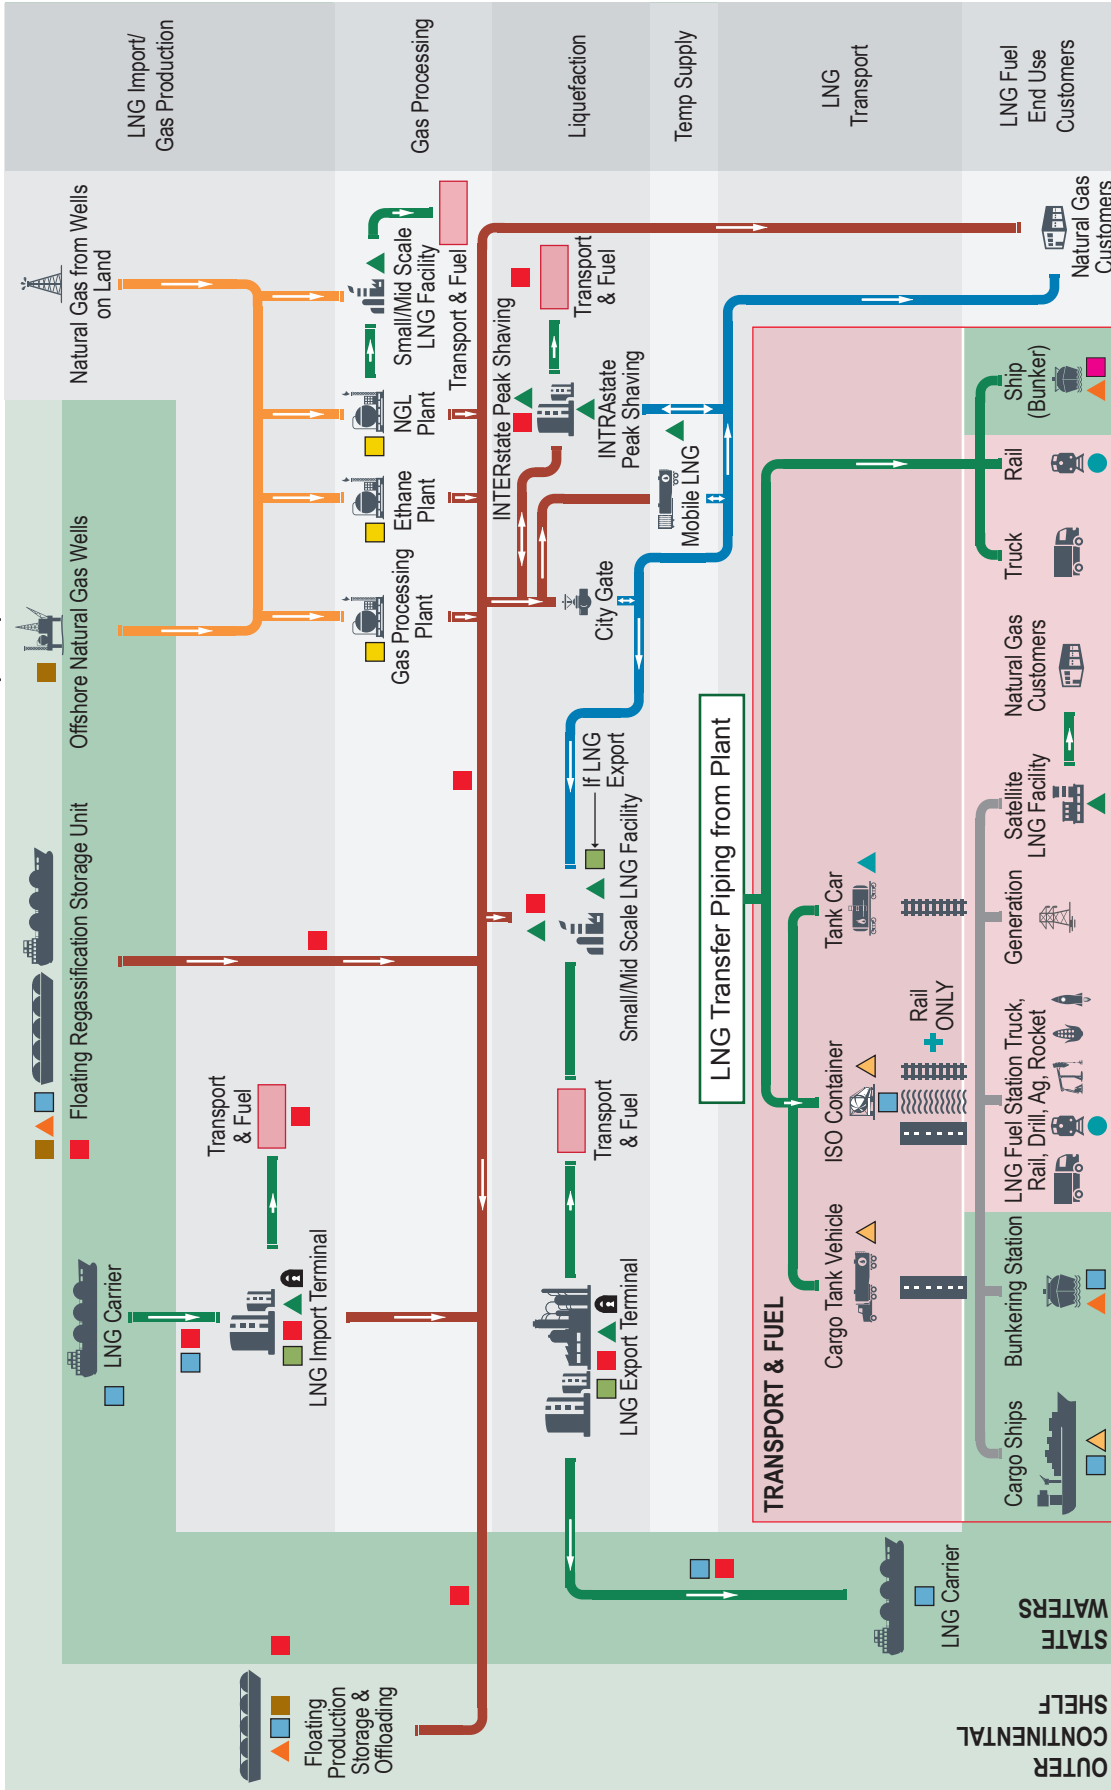 LNG Import/
Gas Production
Gas Processing
Liquefaction
Temp Supply
LNG
Transport
LNG Fuel
End Use
Customers
Natural Gas from Wells
on Land
Offshore Natural Gas Wells
Floating Regassification Storage Unit
LNG Carrier
Transport
& Fuel
LNG Import Terminal
Floating
Production
Storage &
Offloading
Gas Processing
Plant
Ethane
Plant
NGL
Plant
Small/Mid Scale
LNG Facility
Transport & Fuel
INTERstate Peak Shaving
Transport
& Fuel
INTRAstate
Peak Shaving
City Gate
Mobile LNG
If LNG
Export
Small/Mid Scale LNG Facility
Transport
& Fuel
LNG Export Terminal
LNG Carrier
LNG Transfer Piping from Plant
TRANSPORT & FUEL
Cargo Tank Vehicle
ISO Container
Rail
ONLY
Tank Car
Cargo Ships
Bunkering Station
LNG Fuel Station Truck,
Rail, Drill, Ag, Rocket
Generation
Satellite
LNG Facility
Natural Gas
Customers
Truck
Rail
Ship
(Bunker)
Natural Gas
Customers
STATE
WATERS
OUTER
CONTINENTAL
SHELF